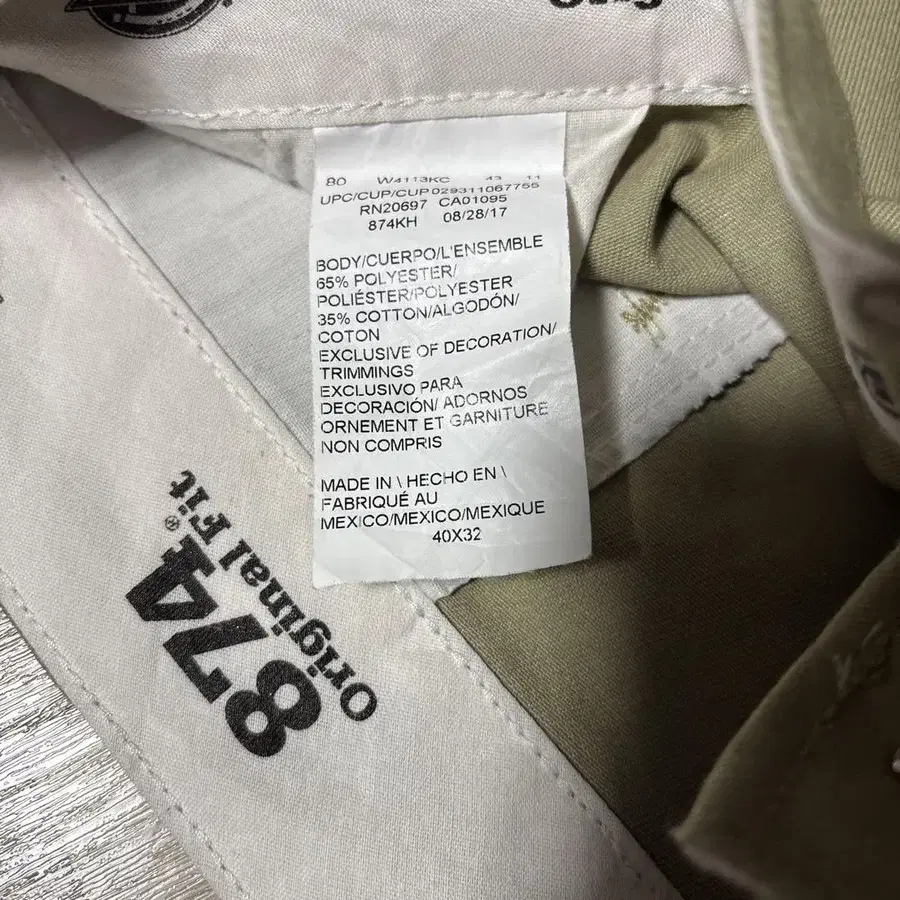 80 W4113KC 43 11
UPC/CUP/CUP 029311067755
RN20697 CA01095
874KH 08/28/17
BODY/CUERPO/L'ENSEMBLE
65% POLYESTER/
POLIÉSTER/POLYESTER
35% COTTON/ALGODÓN/
COTON
EXCLUSIVE OF DECORATION/
TRIMMINGS
EXCLUSIVO PARA
DECORACIÓN/ ADORNOS
ORNEMENT ET GARNITURE
NON COMPRIS
MADE IN \ HECHO EN \
FABRIQUÉ AU
MEXICO/MEXICO/MEXIQUE
40X32
874®
Original Fit